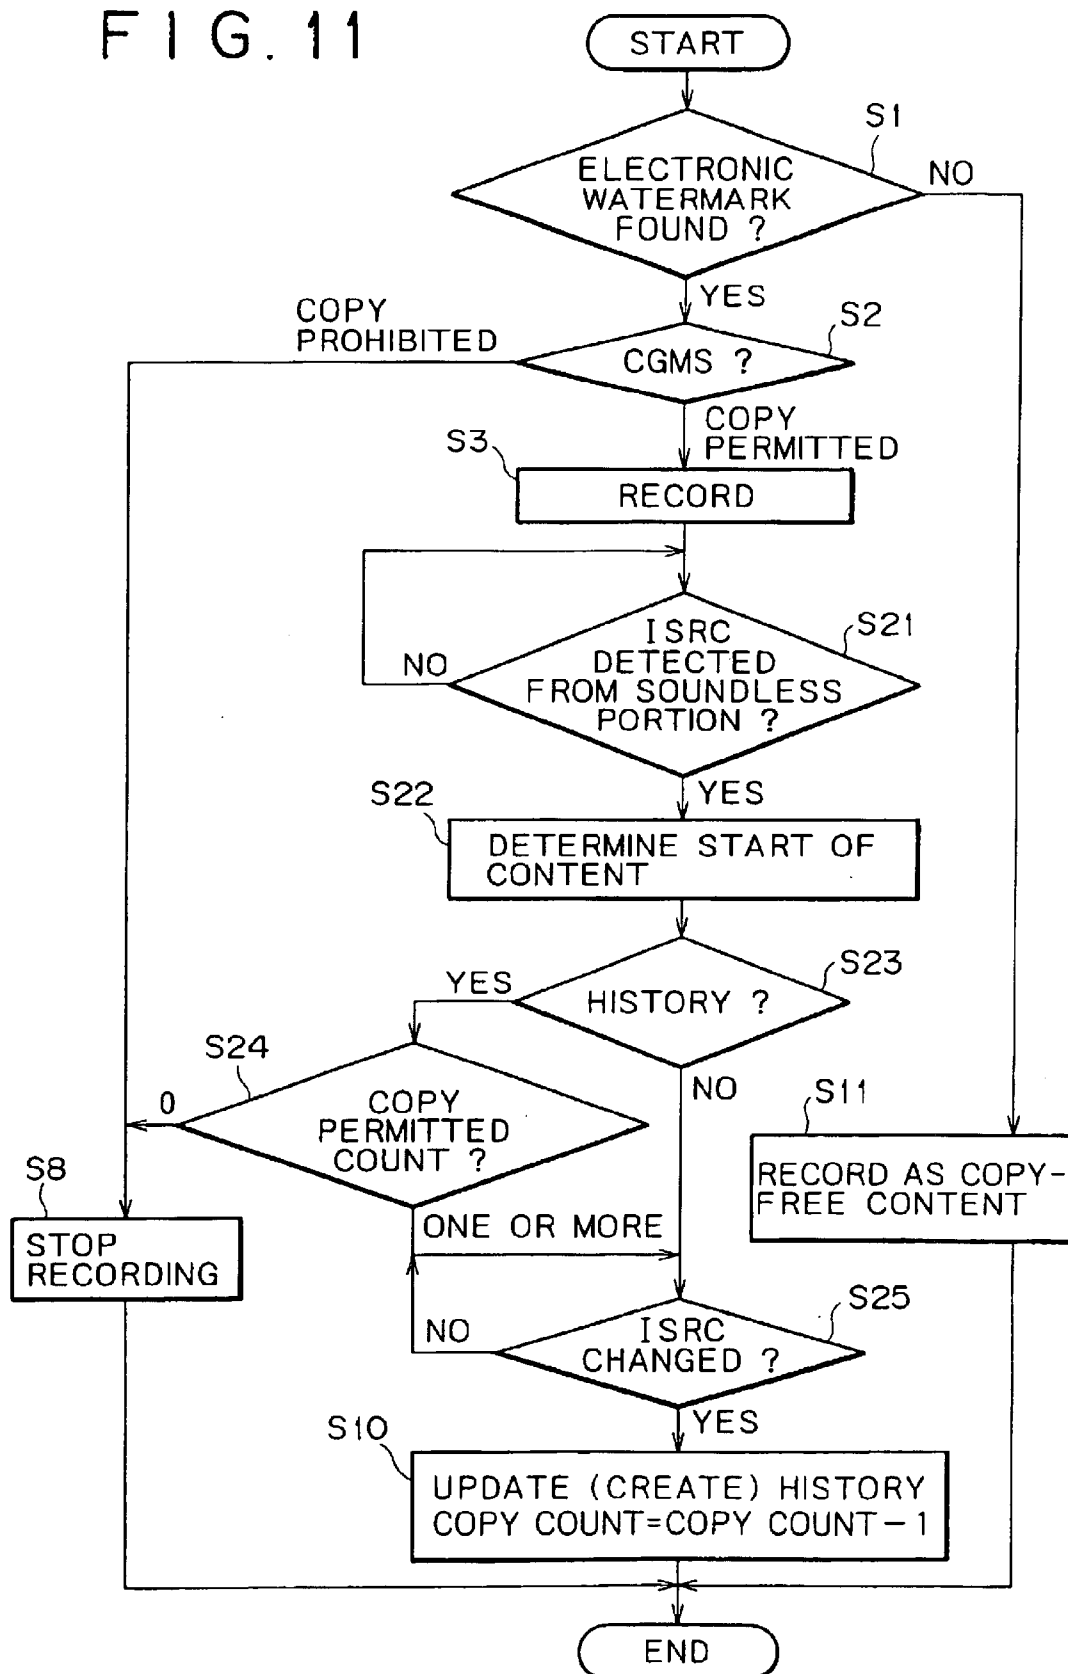 FIG. 11
START
S1
ELECTRONIC
WATERMARK
FOUND ?
NO
YES
COPY
PROHIBITED
S2
CGMS ?
COPY
PERMITTED
S3
RECORD
S21
ISRC
DETECTED
FROM SOUNDLESS
PORTION ?
NO
YES
S22
DETERMINE START OF
CONTENT
S23
HISTORY ?
YES
NO
S24
COPY
PERMITTED
COUNT ?
0
ONE OR MORE
S11
RECORD AS COPY-
FREE CONTENT
S8
STOP
RECORDING
S25
ISRC
CHANGED ?
NO
YES
S10
UPDATE (CREATE) HISTORY
COPY COUNT=COPY COUNT-1
END